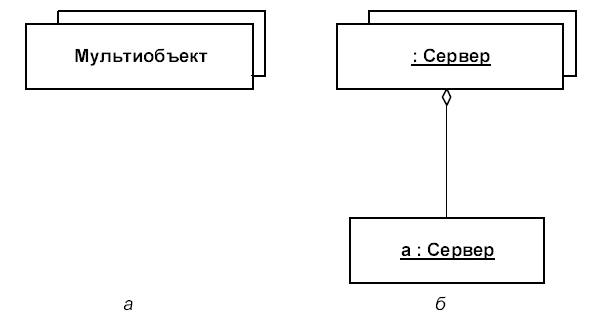 Мультиобъект
: Сервер
а : Сервер
а
б